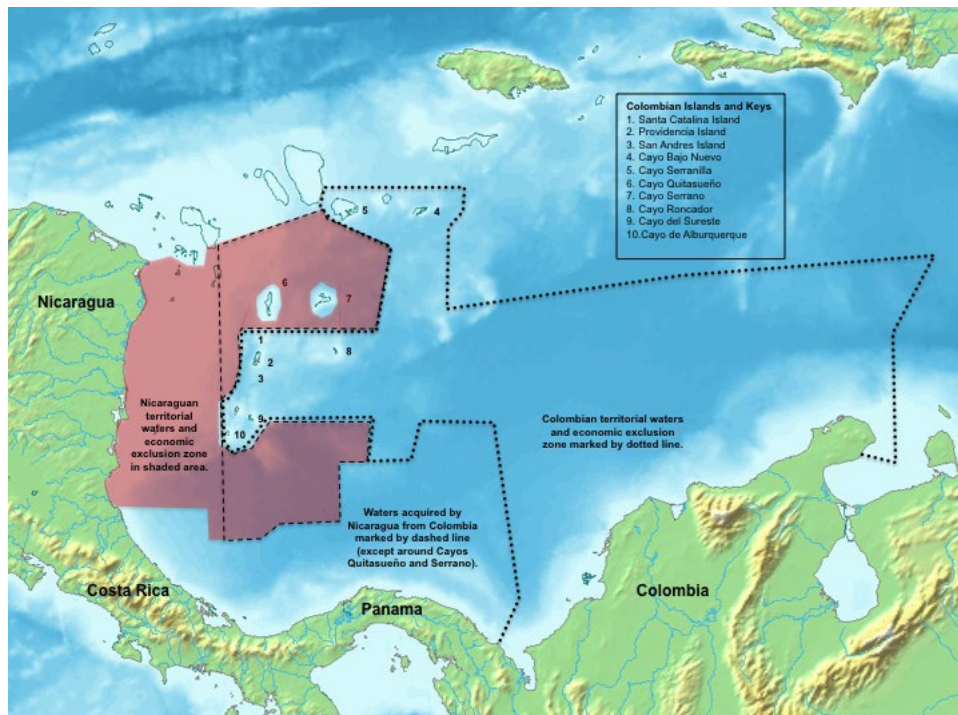 Colombian Islands and Keys
1. Santa Catalina Island
2. Providencia Island
3. San Andres Island
4. Cayo Bajo Nuevo
5. Cayo Serranilla
6. Cayo Quitasueño
7. Cayo Serrano
8. Cayo Roncador
9. Cayo del Sureste
10.Cayo de Alburquerque
5
4
Nicaragua
6
7
1
2
8
3
9
10
Nicaraguan
territorial
waters and
economic
exclusion zone
in shaded area.
Colombian territorial waters
and economic exclusion
zone marked by dotted line.
Waters acquired by
Nicaragua from Colombia
marked by dashed line
(except around Cayos
Quitasueño and Serrano).
Costa Rica
Panama
Colombia